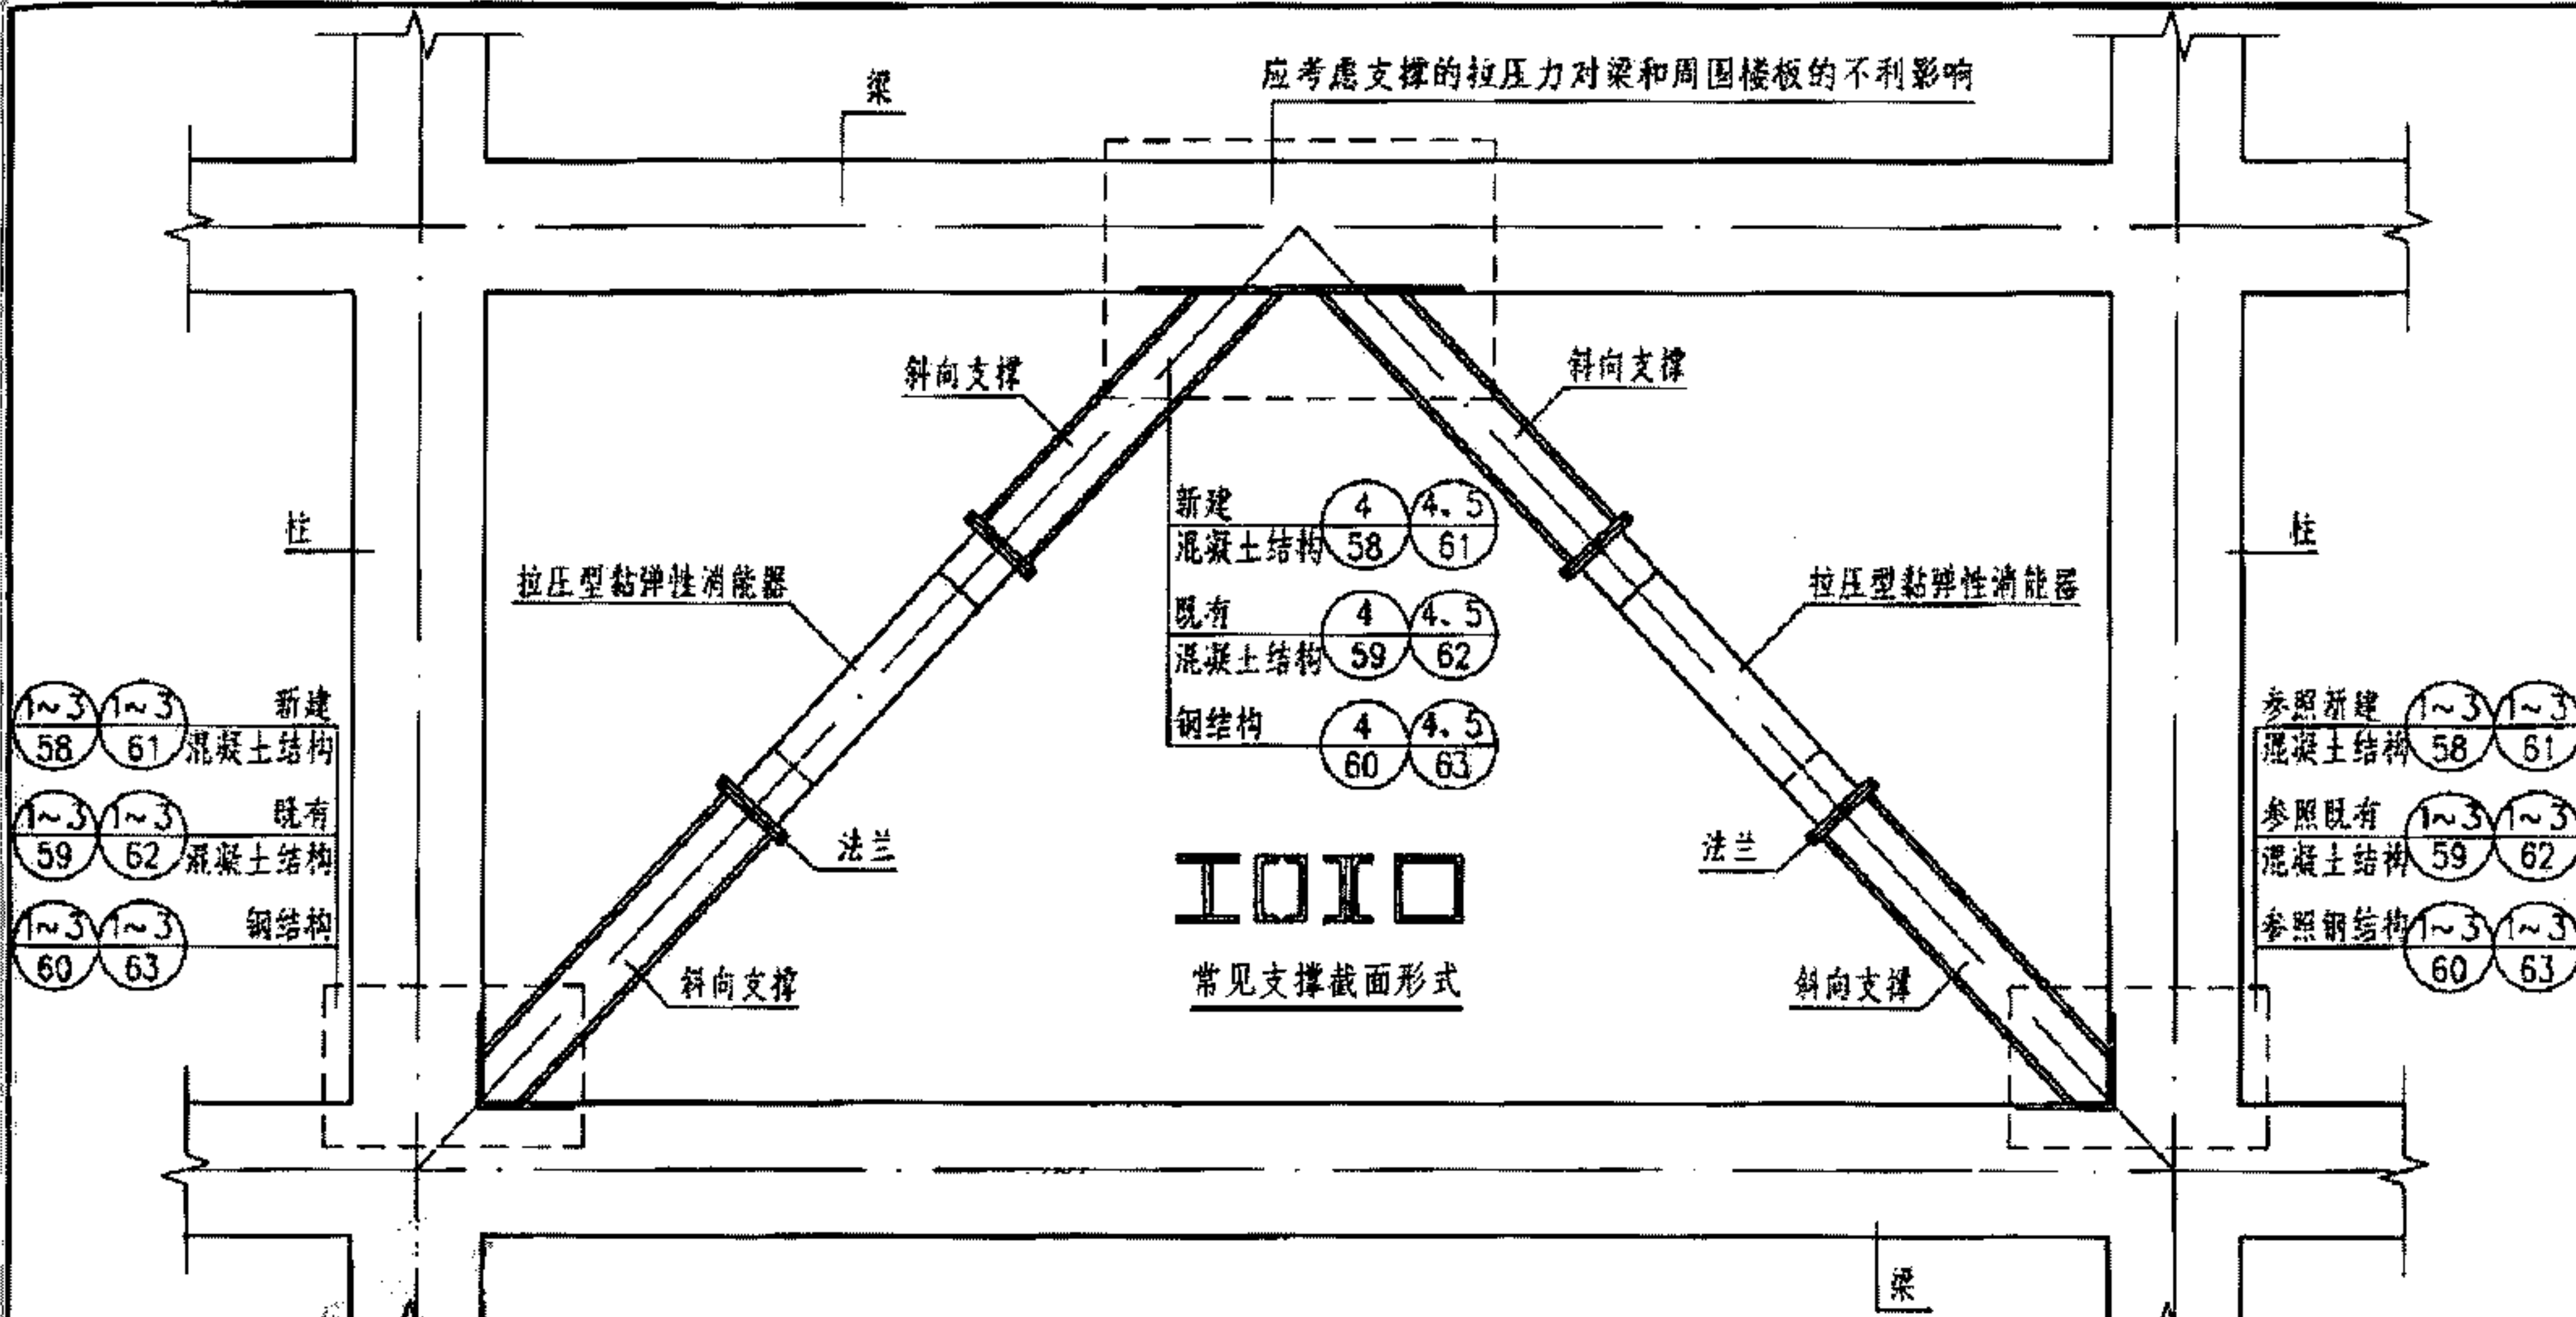 梁
应考虑支撑的拉压力对梁和周围楼板的不利影响
斜向支撑
斜向支撑
柱
柱
拉压型黏弹性消能器
拉压型黏弹性消能器
新建 4 4、5
混凝土结构 58 61
既有 4 4、5
混凝土结构 59 62
钢结构 4 4、5
60 63
1~3 1~3 新建
58 61 混凝土结构
1~3 1~3 既有
59 62 混凝土结构
1~3 1~3 钢结构
60 63
参照新建 1~3 1~3
混凝土结构 58 61
参照既有 1~3 1~3
混凝土结构 59 62
参照钢结构 1~3 1~3
60 63
法兰
法兰
常见支撑截面形式
斜向支撑
斜向支撑
梁